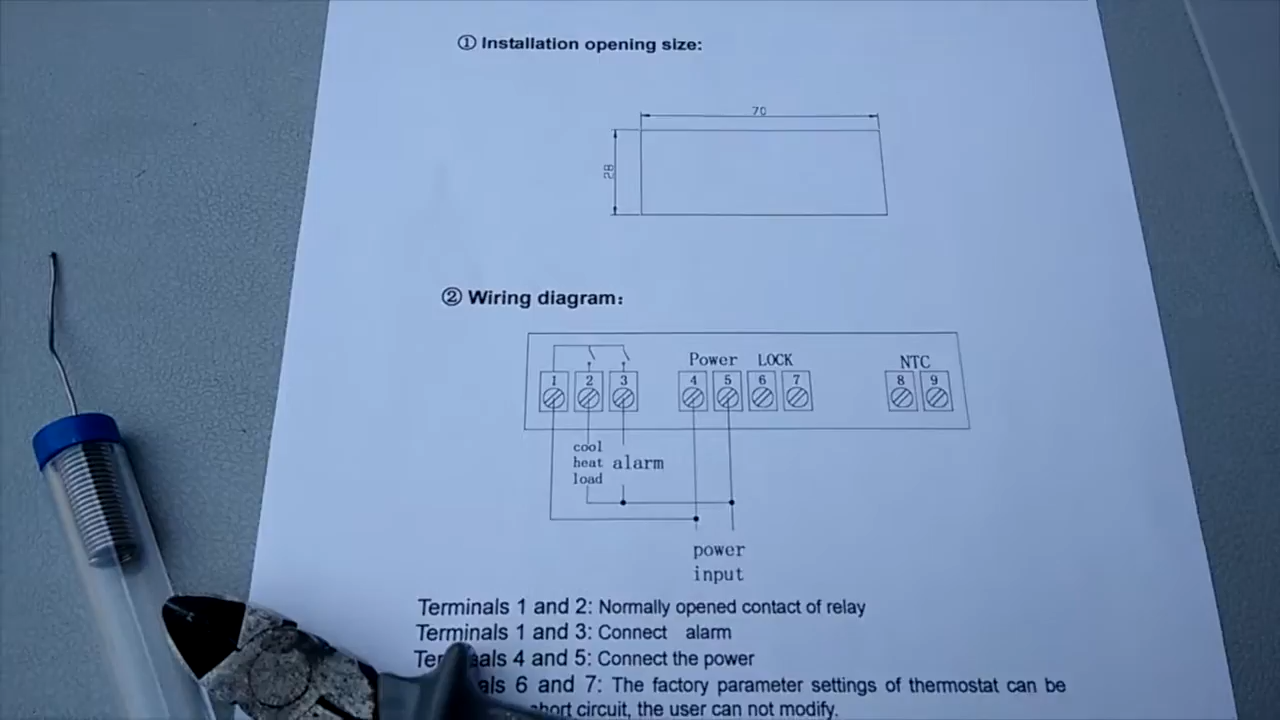 ① Installation opening size:
70
28
② Wiring diagram:
Power LOCK NTC
1 2 3 4 5 6 7 8 9
cool
heat
load
alarm
power
input
Terminals 1 and 2: Normally opened contact of relay
Terminals 1 and 3: Connect alarm
Terminals 4 and 5: Connect the power
6 and 7: The factory parameter settings of thermostat can be
circuit, the user can not modify.